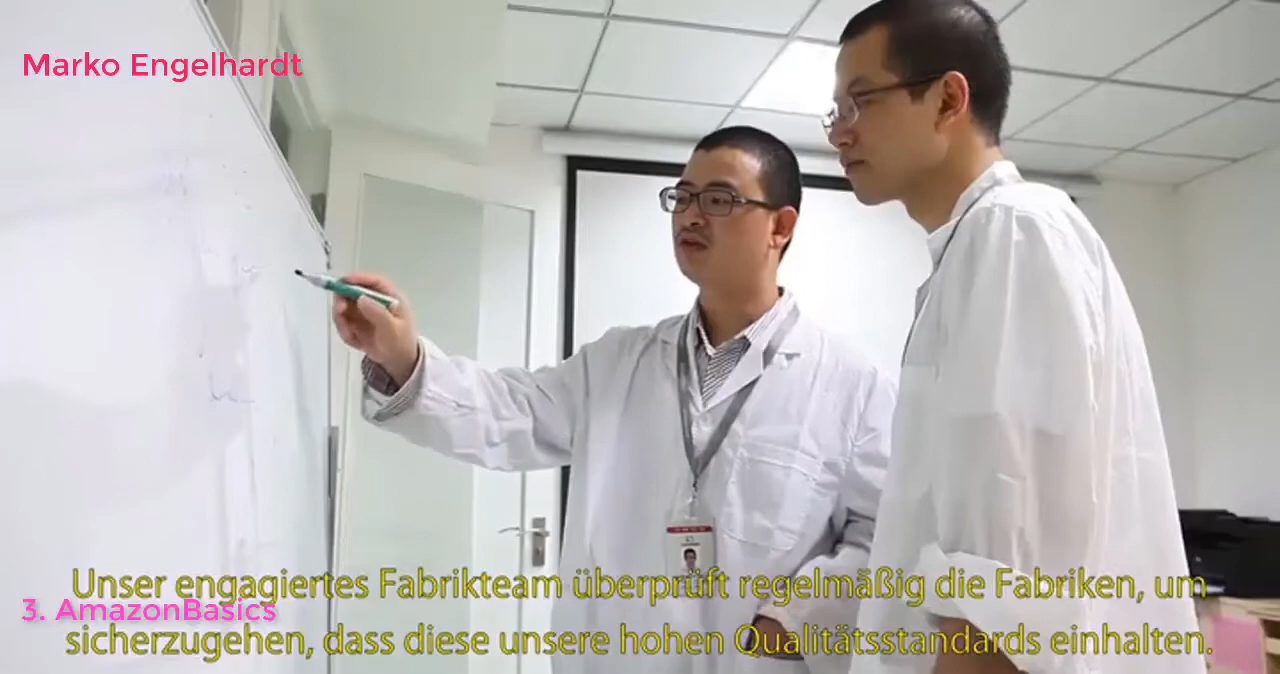 Marko Engelhardt
Unser engagiertes Fabrikteam überprüft regelmäßig die Fabriken, um
3. AmazonBasics
sicherzugehen, dass diese unsere hohen Qualitätsstandards einhalten.